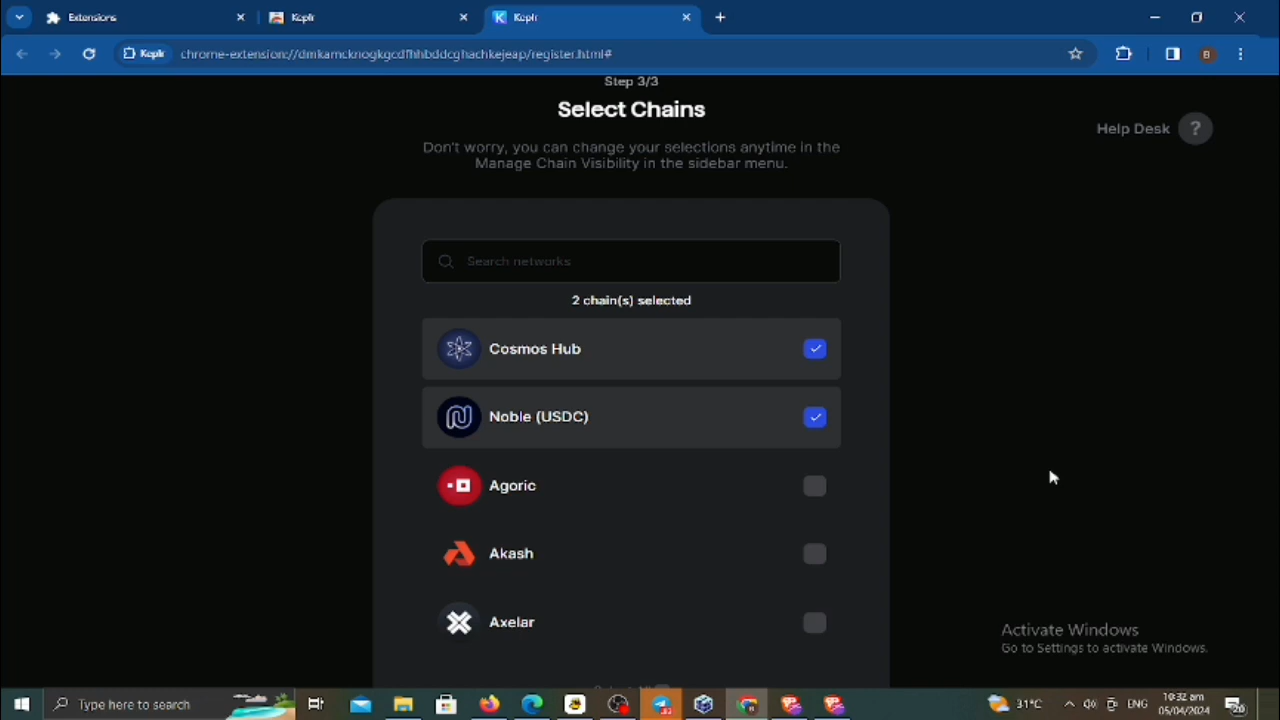 Extensions
Keplr
Keplr
Keplr
chrome-extension://dmkamcknogkgcdfhhbddcghachkejeap/register.html#
Step 3/3
Select Chains
Don't worry, you can change your selections anytime in the
Manage Chain Visibility in the sidebar menu.
Help Desk ?
Search networks
2 chain(s) selected
Cosmos Hub
Noble (USDC)
Agoric
Akash
Axelar
Activate Windows
Go to Settings to activate Windows.
Type here to search
31°C
ENG
10:32 am
05/04/2024